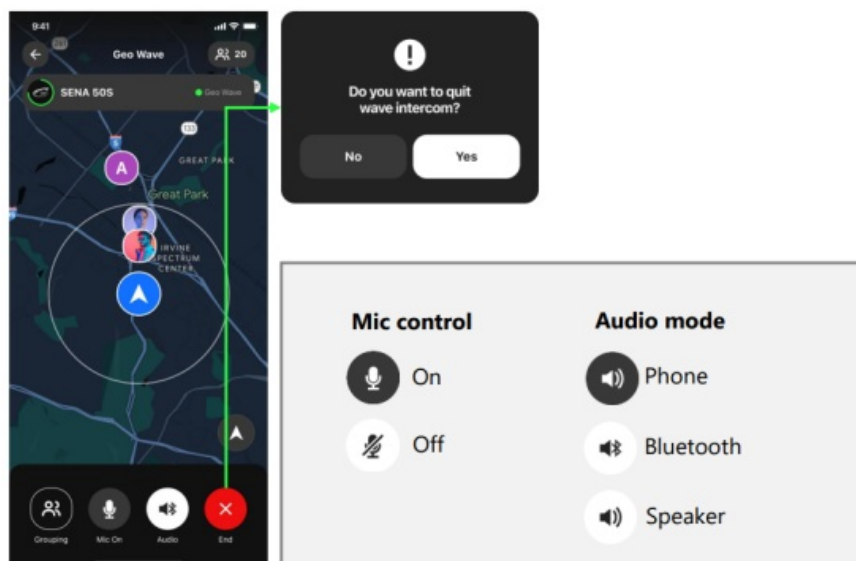 9:41
Geo Wave
20
SENA 50S
Geo Wave
133
GREAT PARK
A
Great Park
IRVINE
SPECTRUM
CENTER
Grouping
Mic On
Audio
End
Do you want to quit
wave intercom?
No
Yes
Mic control
On
Off
Audio mode
Phone
Bluetooth
Speaker